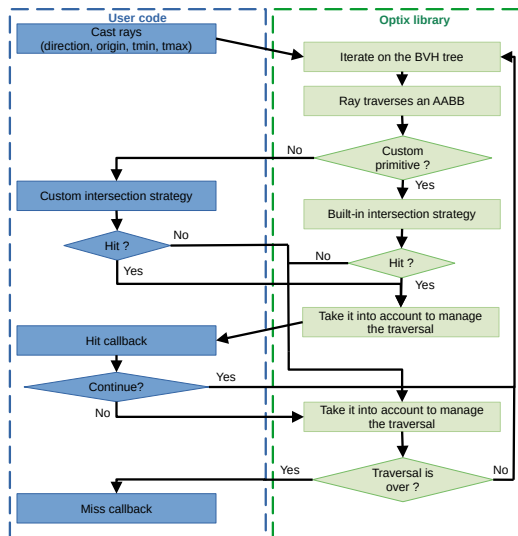 User code
Optix library
Cast rays
(direction, origin, tmin, tmax)
Iterate on the BVH tree
Ray traverses an AABB
Custom
primitive ?
No
Yes
Custom intersection strategy
Built-in intersection strategy
Hit ?
No
Yes
Hit ?
No
Yes
Take it into account to manage
the traversal
Hit callback
Continue?
Yes
No
Take it into account to manage
the traversal
Traversal is
over ?
Yes
No
Miss callback